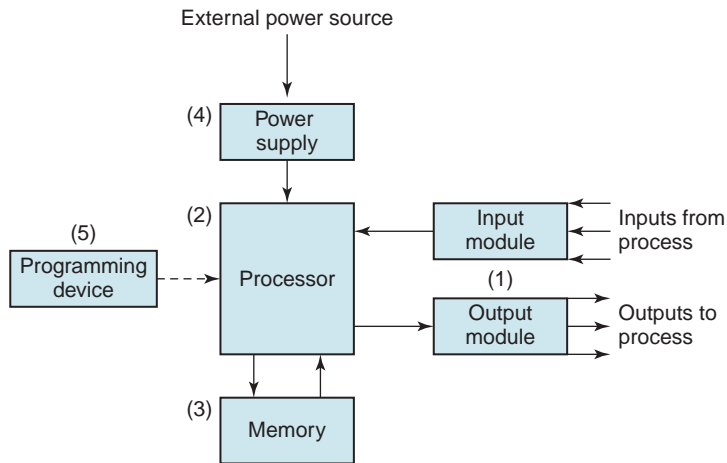 External power source
(4)
Power
supply
(2)
Processor
Input
module
Inputs from
process
(5)
Programming
device
(1)
Output
module
Outputs to
process
(3)
Memory